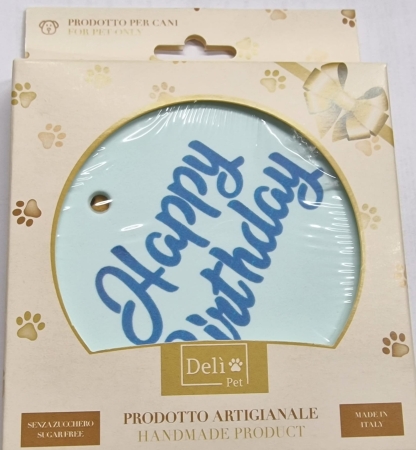 PRODOTTO PER CANI
FOR PET ONLY
Happy
Birthday
Delì
Pet
SENZA ZUCCHERO
SUGAR FREE
PRODOTTO ARTIGIANALE
HANDMADE PRODUCT
MADE IN
ITALY